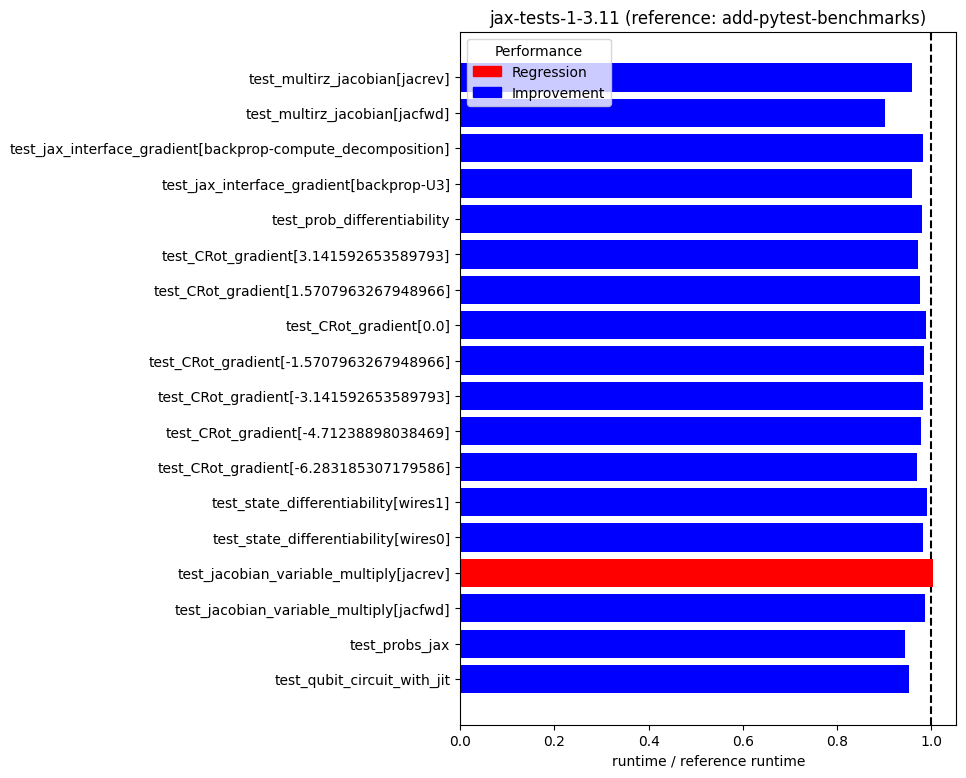 jax-tests-1-3.11 (reference: add-pytest-benchmarks)
Performance
Regression
Improvement
test_multirz_jacobian[jacrev]
test_multirz_jacobian[jacfwd]
test_jax_interface_gradient[backprop-compute_decomposition]
test_jax_interface_gradient[backprop-U3]
test_prob_differentiability
test_CRot_gradient[3.141592653589793]
test_CRot_gradient[1.5707963267948966]
test_CRot_gradient[0.0]
test_CRot_gradient[-1.5707963267948966]
test_CRot_gradient[-3.141592653589793]
test_CRot_gradient[-4.71238898038469]
test_CRot_gradient[-6.283185307179586]
test_state_differentiability[wires1]
test_state_differentiability[wires0]
test_jacobian_variable_multiply[jacrev]
test_jacobian_variable_multiply[jacfwd]
test_probs_jax
test_qubit_circuit_with_jit
0.0 0.2 0.4 0.6 0.8 1.0
runtime / reference runtime